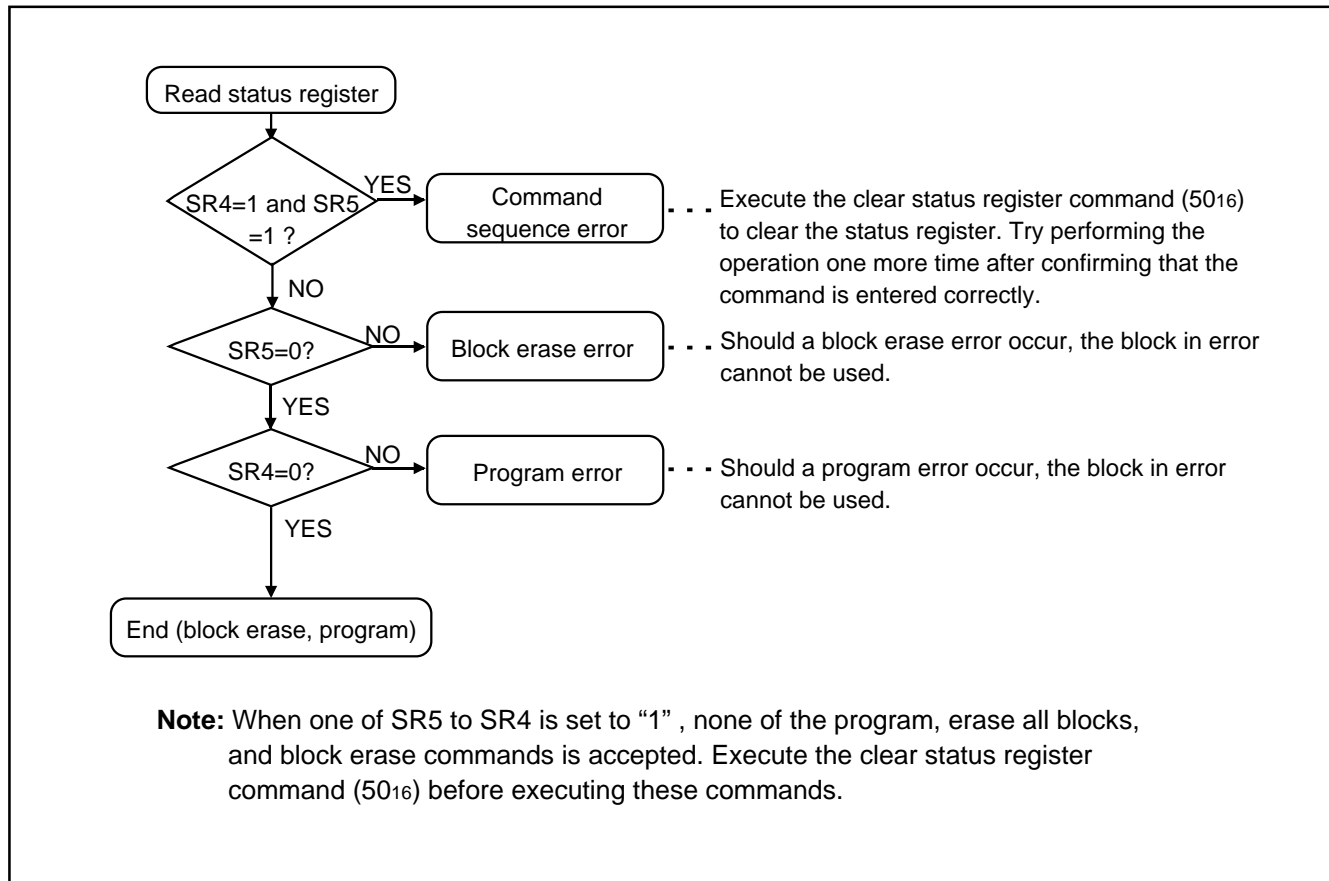 Read status register
SR4=1 and SR5
=1 ?
YES
Command
sequence error
Execute the clear status register command (5016)
to clear the status register. Try performing the
operation one more time after confirming that the
command is entered correctly.
NO
SR5=0?
NO
Block erase error
Should a block erase error occur, the block in error
cannot be used.
YES
SR4=0?
NO
Program error
Should a program error occur, the block in error
cannot be used.
YES
End (block erase, program)
Note: When one of SR5 to SR4 is set to “1” , none of the program, erase all blocks,
and block erase commands is accepted. Execute the clear status register
command (5016) before executing these commands.